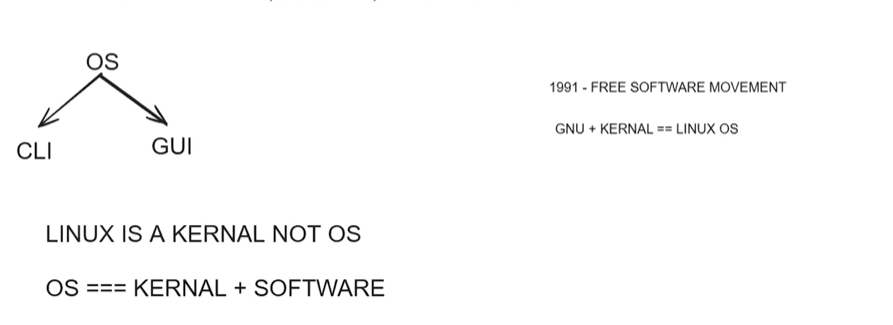 OS
CLI
GUI
1991 - FREE SOFTWARE MOVEMENT
GNU + KERNAL == LINUX OS
LINUX IS A KERNAL NOT OS
OS === KERNAL + SOFTWARE